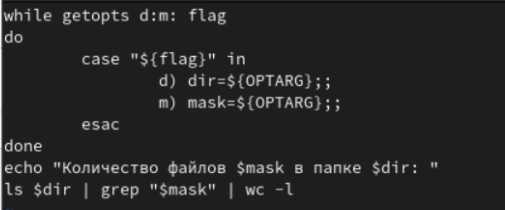 while getopts d:m: flag
do
        case "${flag}" in
                d) dir=${OPTARG};;
                m) mask=${OPTARG};;
        esac
done
echo "Количество файлов $mask в папке $dir: "
ls $dir | grep "$mask" | wc -l